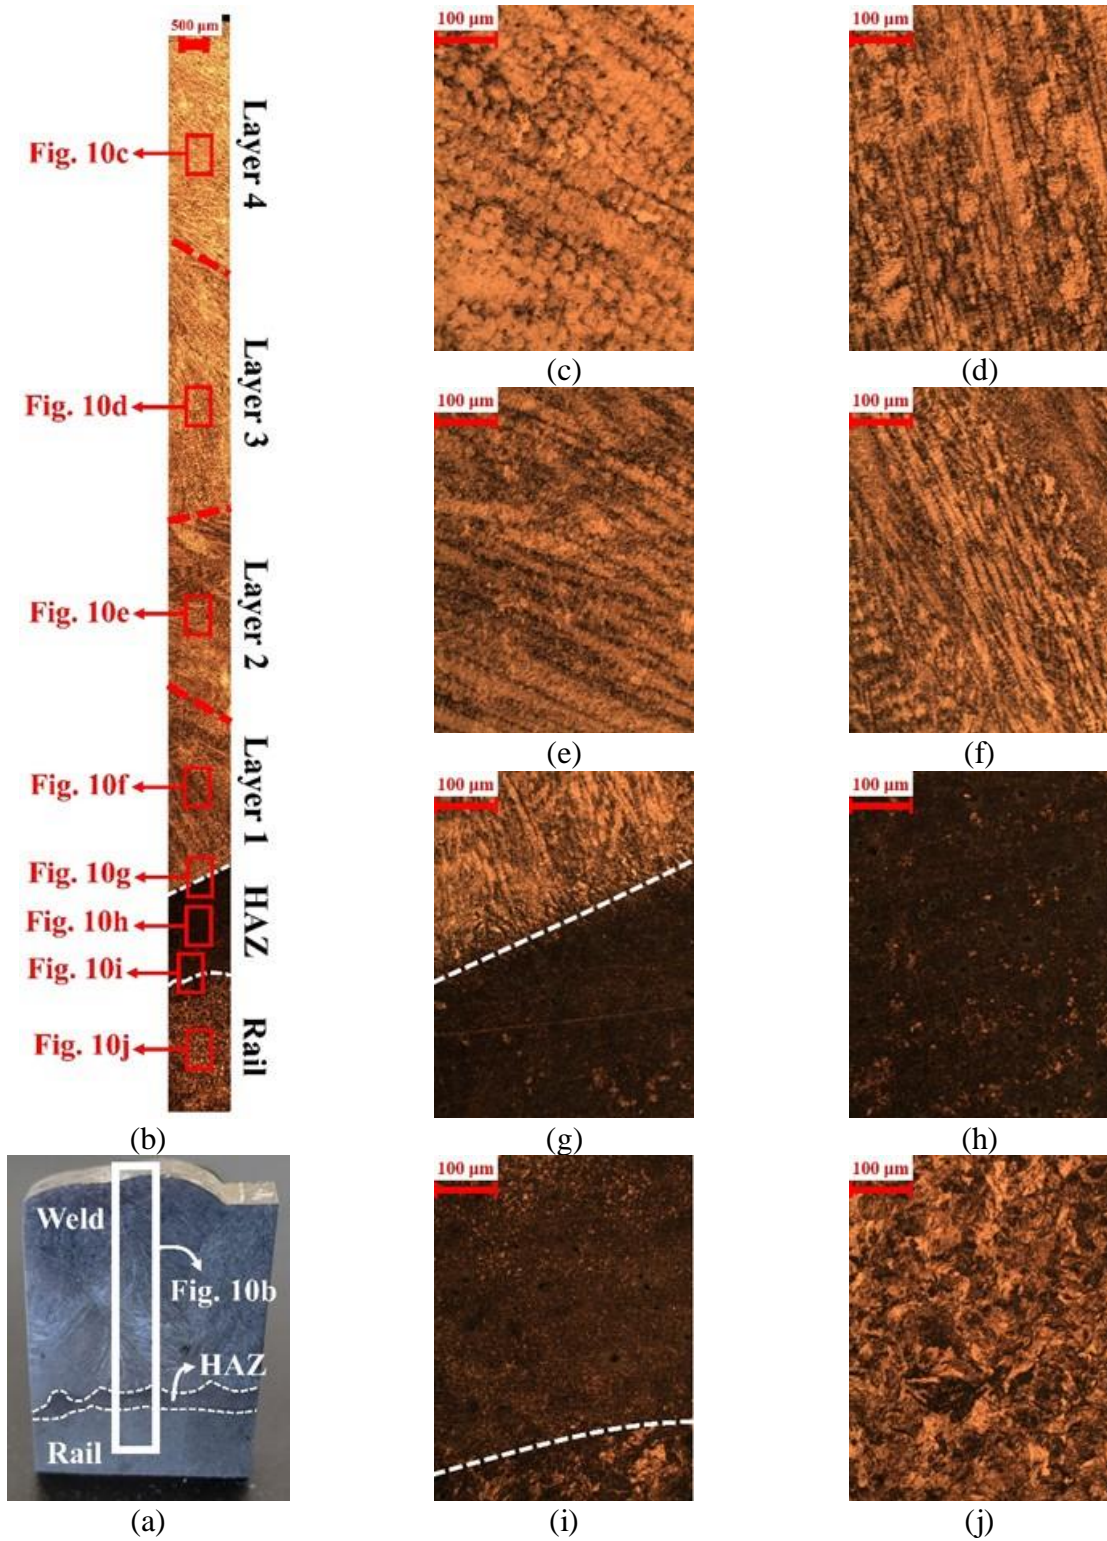 500 µm
Layer 4
Fig. 10c
Layer 3
Fig. 10d
Layer 2
Fig. 10e
Layer 1
Fig. 10f
Fig. 10g
HAZ
Fig. 10h
Fig. 10i
Rail
Fig. 10j
(b)
Weld
Fig. 10b
HAZ
Rail
(a)
100 µm
(c)
100 µm
(d)
100 µm
(e)
100 µm
(f)
100 µm
(g)
100 µm
(h)
100 µm
(i)
100 µm
(j)